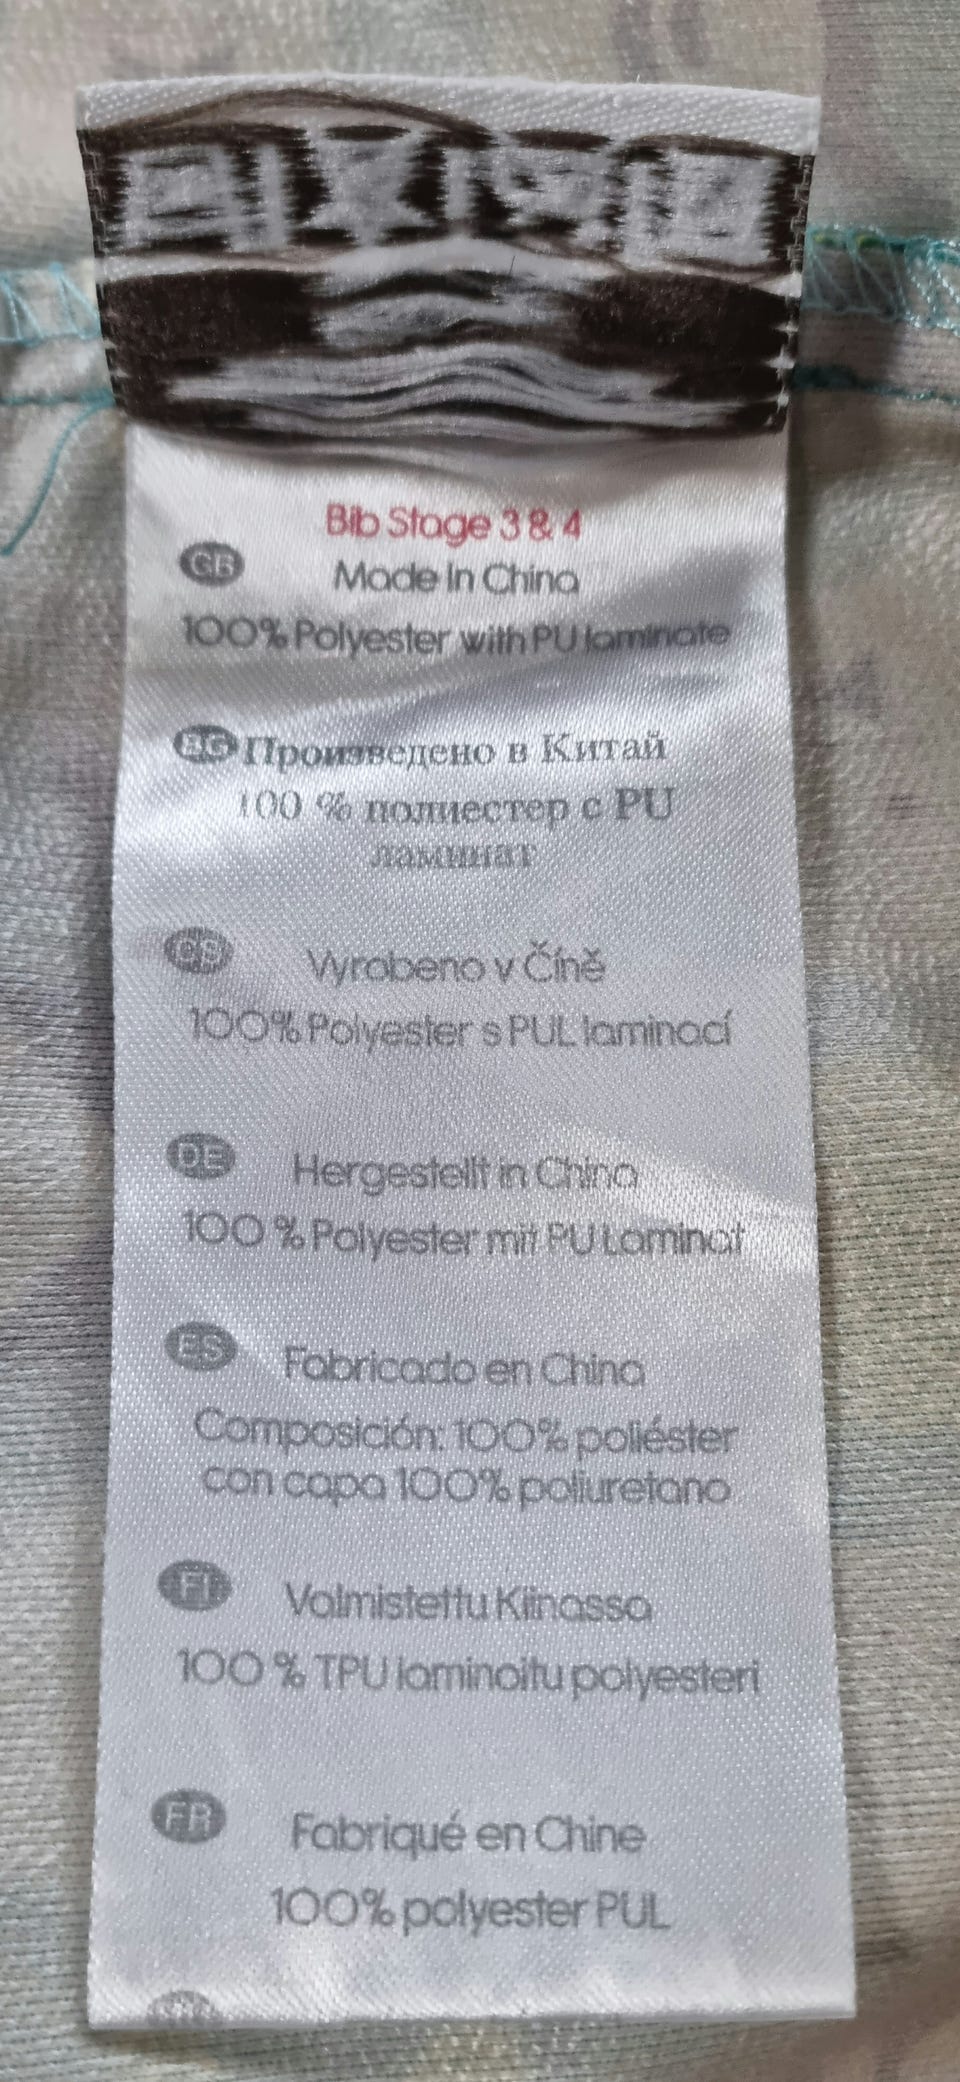 Bib Stage 3 & 4
GB
Made In China
100% Polyester with PU laminate
BG Произведено в Китай
100 % полиестер с PU
ламинат
CS
Vyrobeno v Číně
100% Polyester s PUL laminací
DE
Hergestellt in China
100 % Polyester mit PU Laminat
ES
Fabricado en China
Composición: 100% poliéster
con capa 100% poliuretano
FI
Valmistettu Kiinassa
100 % TPU laminoitu polyesteri
FR
Fabriqué en Chine
100% polyester PUL